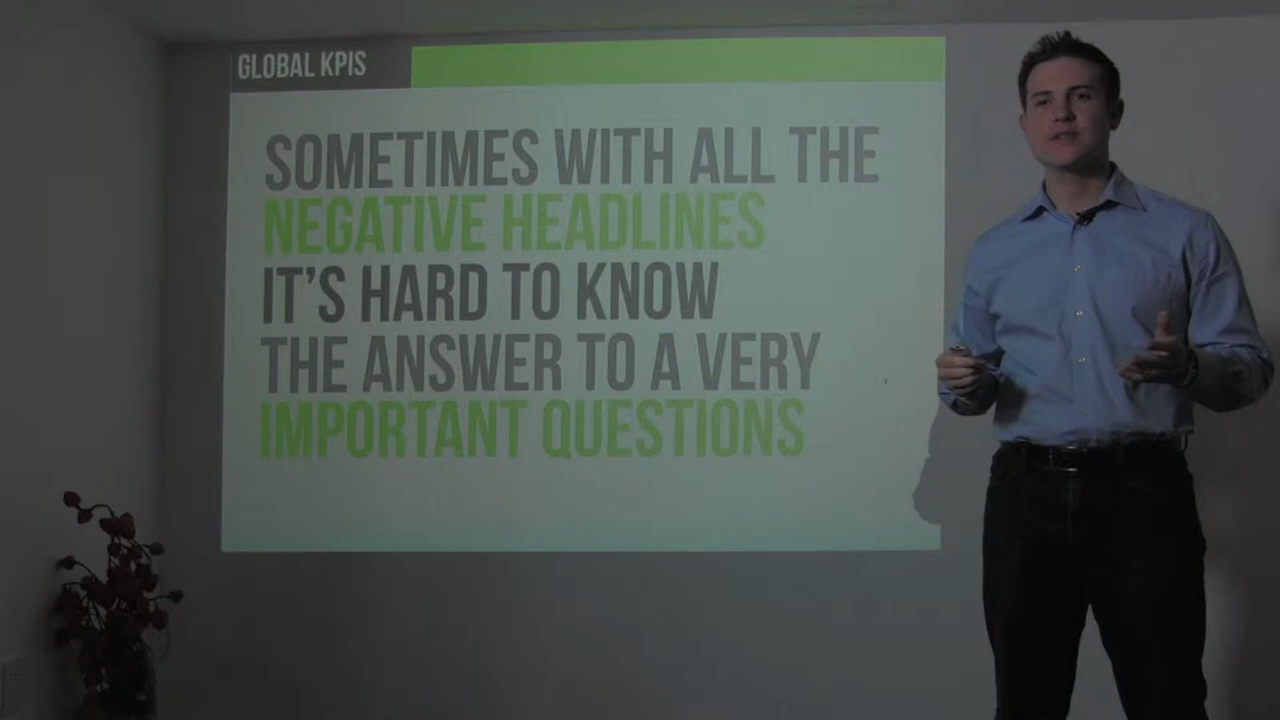 GLOBAL KPIS
SOMETIMES WITH ALL THE
NEGATIVE HEADLINES
IT'S HARD TO KNOW
THE ANSWER TO A VERY
IMPORTANT QUESTIONS